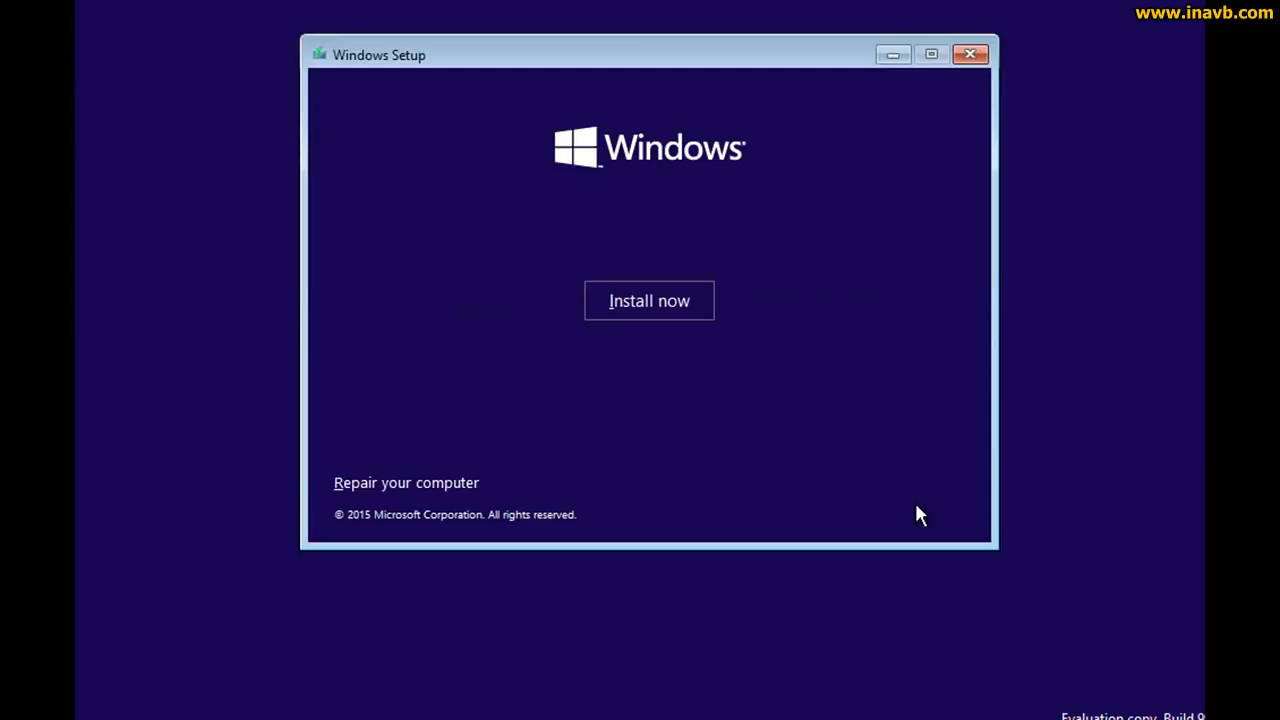 www.inavb.com
Windows Setup
Windows
Install now
Repair your computer
© 2015 Microsoft Corporation. All rights reserved.
Evaluation copy. Build 9